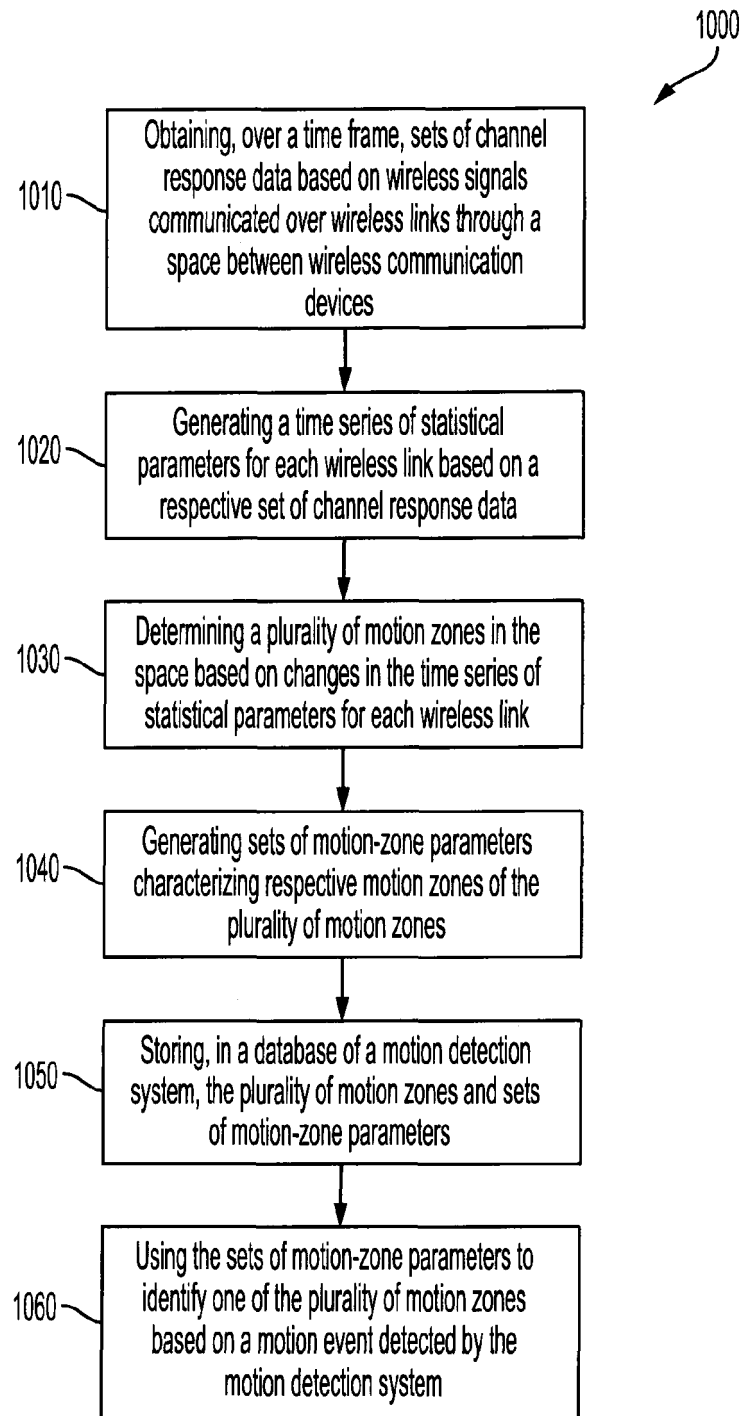 1000
1010
Obtaining, over a time frame, sets of channel
response data based on wireless signals
communicated over wireless links through a
space between wireless communication
devices
1020
Generating a time series of statistical
parameters for each wireless link based on a
respective set of channel response data
1030
Determining a plurality of motion zones in the
space based on changes in the time series of
statistical parameters for each wireless link
1040
Generating sets of motion-zone parameters
characterizing respective motion zones of the
plurality of motion zones
1050
Storing, in a database of a motion detection
system, the plurality of motion zones and sets
of motion-zone parameters
1060
Using the sets of motion-zone parameters to
identify one of the plurality of motion zones
based on a motion event detected by the
motion detection system